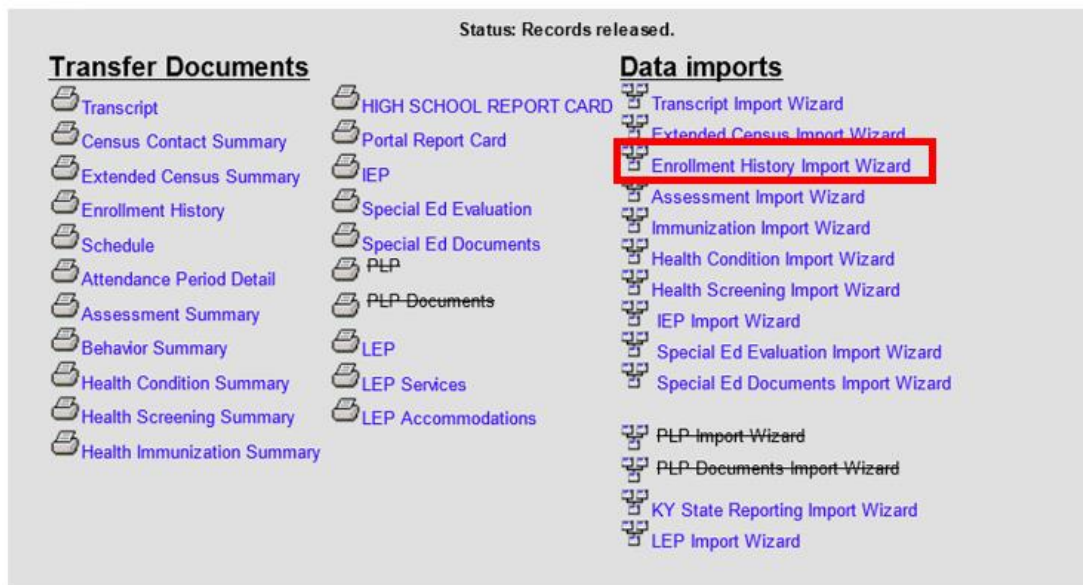 Status: Records released.
Transfer Documents
Transcript
Census Contact Summary
Extended Census Summary
Enrollment History
Schedule
Attendance Period Detail
Assessment Summary
Behavior Summary
Health Condition Summary
Health Screening Summary
Health Immunization Summary
HIGH SCHOOL REPORT CARD
Portal Report Card
IEP
Special Ed Evaluation
Special Ed Documents
PLP
PLP Documents
LEP
LEP Services
LEP Accommodations
Data imports
Transcript Import Wizard
Extended Census Import Wizard
Enrollment History Import Wizard
Assessment Import Wizard
Immunization Import Wizard
Health Condition Import Wizard
Health Screening Import Wizard
IEP Import Wizard
Special Ed Evaluation Import Wizard
Special Ed Documents Import Wizard
PLP Import Wizard
PLP Documents Import Wizard
KY State Reporting Import Wizard
LEP Import Wizard